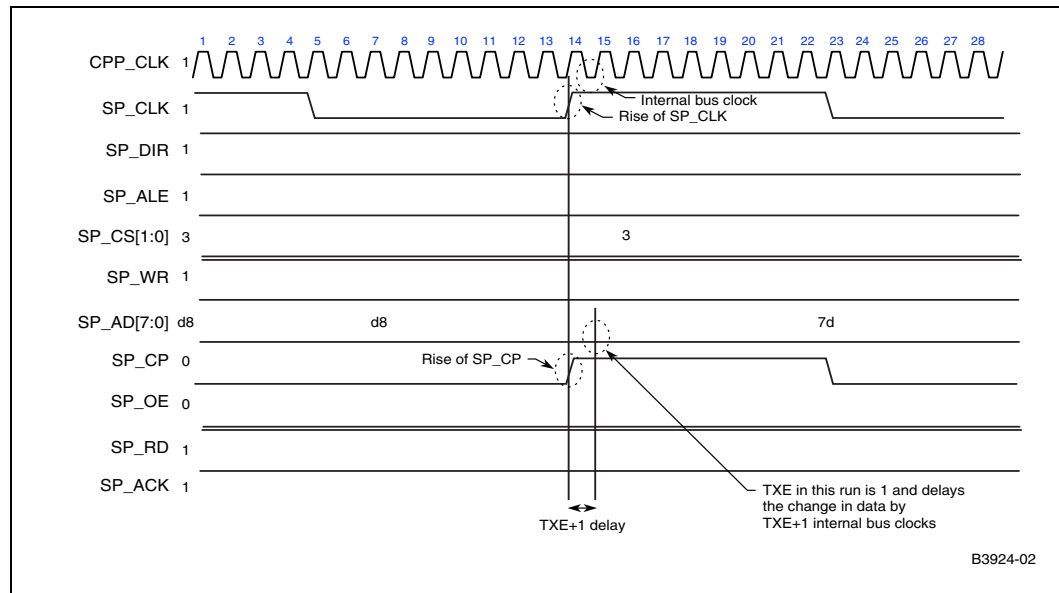 1 2 3 4 5 6 7 8 9 10 11 12 13 14 15 16 17 18 19 20 21 22 23 24 25 26 27 28
CPP_CLK 1
Internal bus clock
SP_CLK 1
Rise of SP_CLK
SP_DIR 1
SP_ALE 1
SP_CS[1:0] 3 3
SP_WR 1
SP_AD[7:0] d8 d8 7d
SP_CP 0 Rise of SP_CP
SP_OE 0
SP_RD 1
SP_ACK 1
TXE in this run is 1 and delays
the change in data by
TXE+1 internal bus clocks
TXE+1 delay
B3924-02